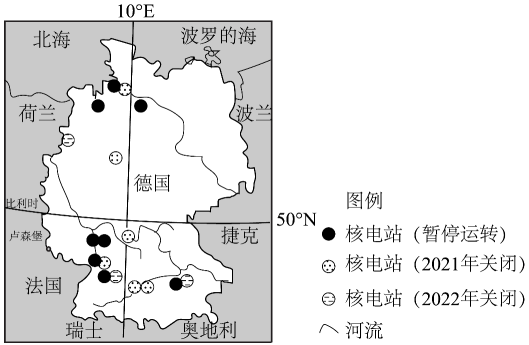 10°E
北海
波罗的海
荷兰
波兰
德国
比利时
卢森堡
50°N
捷克
法国
瑞士
奥地利
图例
核电站（暂停运转）
核电站（2021年关闭）
核电站（2022年关闭）
河流